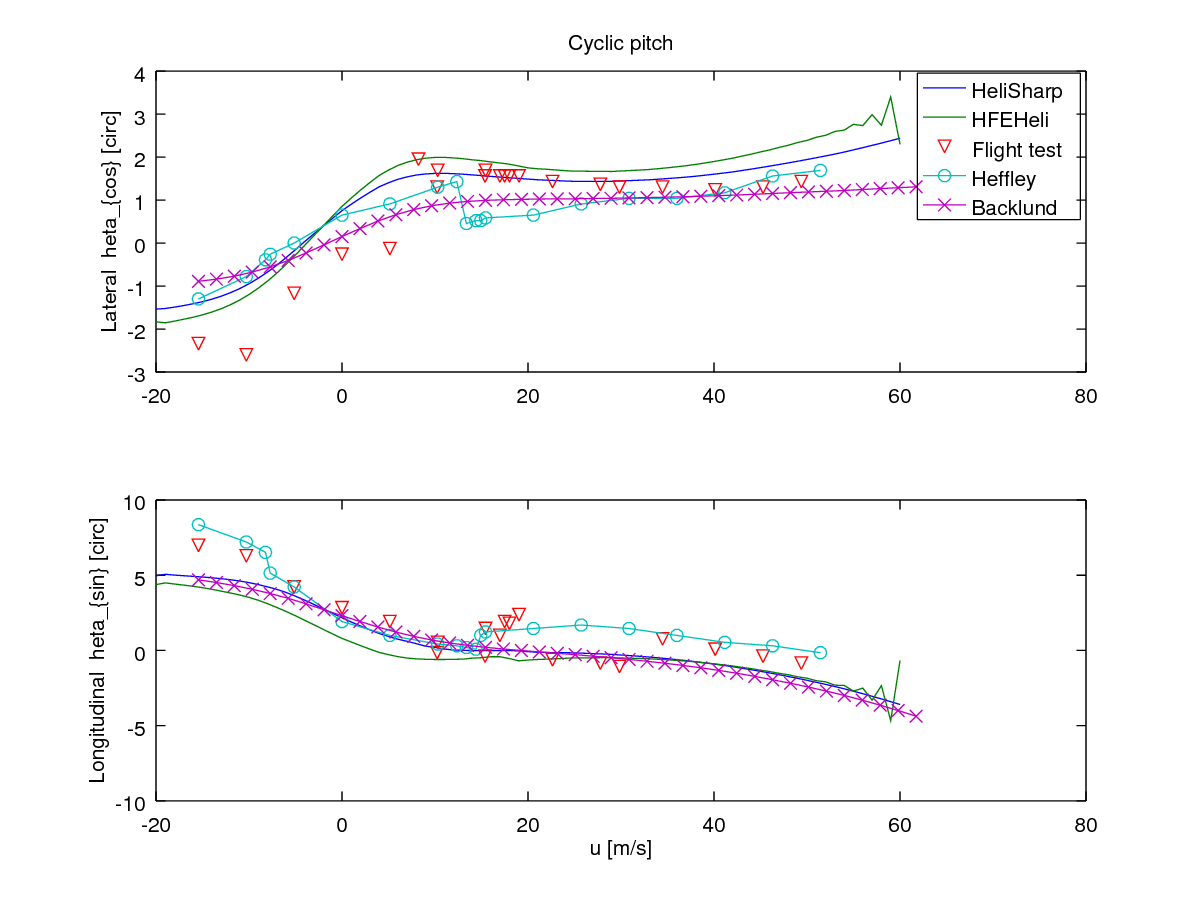 Cyclic pitch
4
3
2
1
0
-1
-2
-3
Lateral heta_{cos} [circ]
-20 0 20 40 60 80
HeliSharp
HFEHeli
Flight test
Heffley
Backlund
10
5
0
-5
-10
Longitudinal heta_{sin} [circ]
-20 0 20 40 60 80
u [m/s]